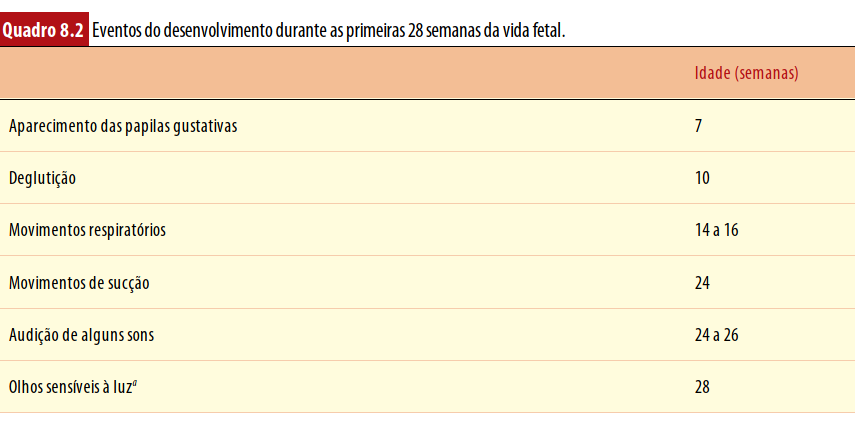 Quadro 8.2 Eventos do desenvolvimento durante as primeiras 28 semanas da vida fetal.
Idade (semanas)
Aparecimento das papilas gustativas 7
Deglutição 10
Movimentos respiratórios 14 a 16
Movimentos de sucção 24
Audição de alguns sons 24 a 26
Olhos sensíveis à luzª 28